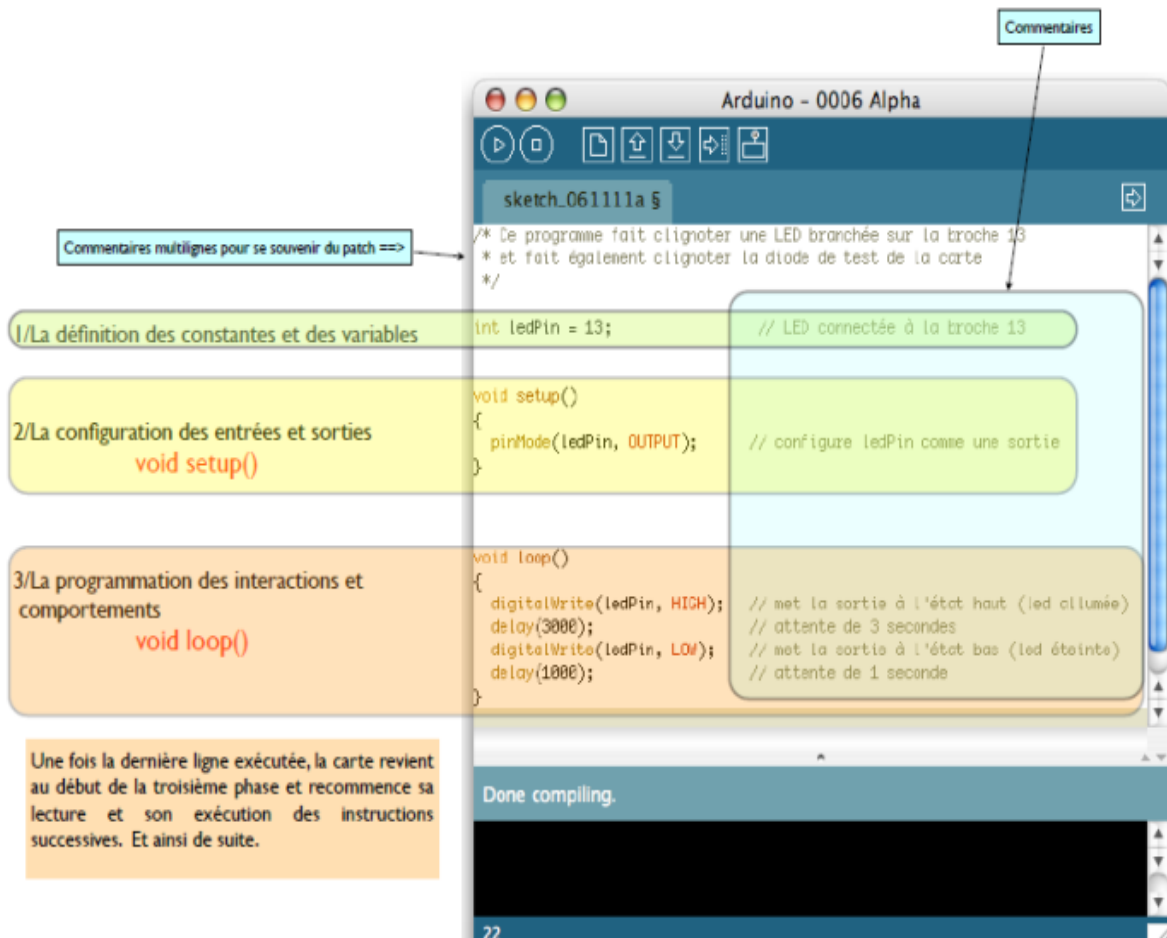 Commentaires
Arduino - 0006 Alpha
sketch_061111a §
Commentaires multilignes pour se souvenir du patch ==>
/* Ce programme fait clignoter une LED branchée sur la broche 13
* et fait également clignoter la diode de test de la carte
*/
1/La définition des constantes et des variables
int ledPin = 13; // LED connectée à la broche 13
2/La configuration des entrées et sorties
void setup()
void setup()
{
pinMode(ledPin, OUTPUT); // configure ledPin comme une sortie
}
3/La programmation des interactions et
comportements
void loop()
void loop()
{
digitalWrite(ledPin, HIGH); // met la sortie à l'état haut (led allumée)
delay(3000); // attente de 3 secondes
digitalWrite(ledPin, LOW); // met la sortie à l'état bas (led éteinte)
delay(1000); // attente de 1 seconde
}
Une fois la dernière ligne exécutée, la carte revient
au début de la troisième phase et recommence sa
lecture et son exécution des instructions
successives. Et ainsi de suite.
Done compiling.
22